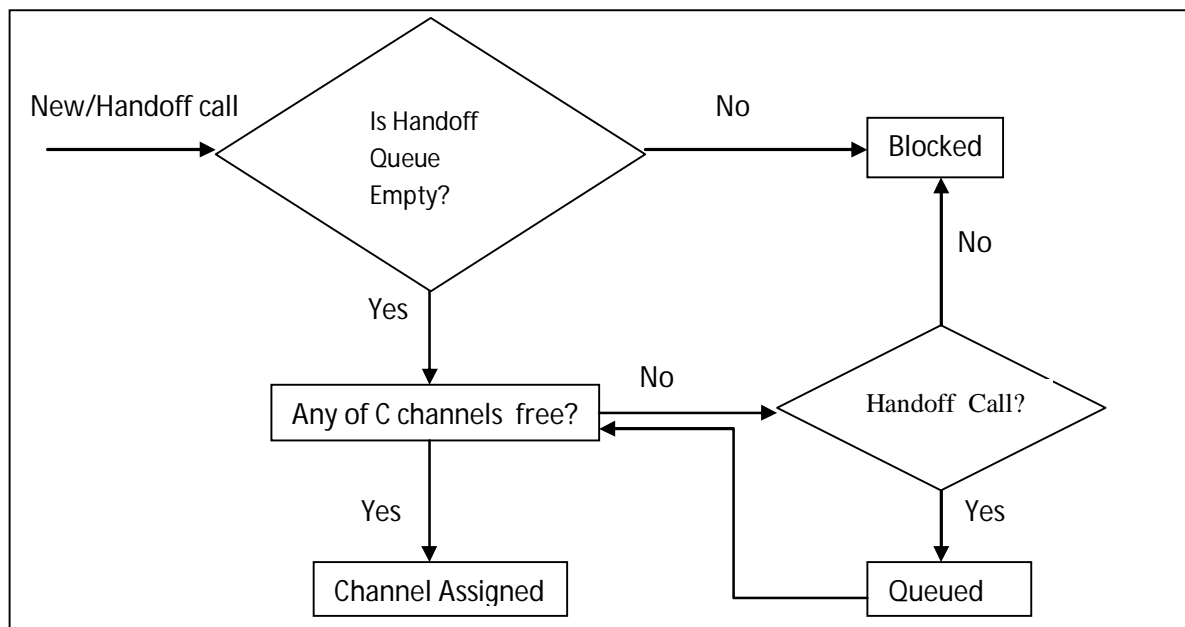 New/Handoff call
Is Handoff
Queue
Empty?
No
Blocked
No
Yes
Any of C channels free?
No
Handoff Call?
Yes
Yes
Channel Assigned
Queued